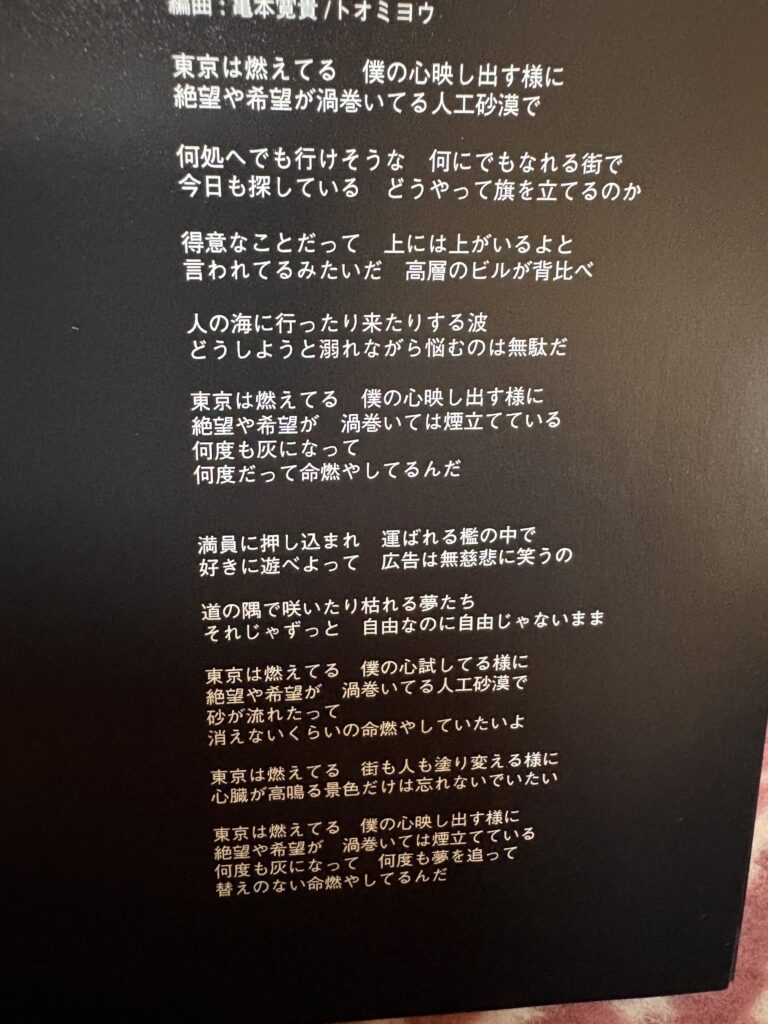 編曲：亀本寛貴/トオミヨウ
東京は燃えてる　僕の心映し出す様に
絶望や希望が渦巻いてる人工砂漠で
何処へでも行けそうな　何にでもなれる街で
今日も探している　どうやって旗を立てるのか
得意なことだって　上には上がいるよと
言われてるみたいだ　高層のビルが背比べ
人の海に行ったり来たりする波
どうしようと溺れながら悩むのは無駄だ
東京は燃えてる　僕の心映し出す様に
絶望や希望が　渦巻いては煙立てている
何度も灰になって
何度だって命燃やしてるんだ
満員に押し込まれ　運ばれる檻の中で
好きに遊べよって　広告は無慈悲に笑うの
道の隅で咲いたり枯れる夢たち
それじゃずっと　自由なのに自由じゃないまま
東京は燃えてる　僕の心試してる様に
絶望や希望が　渦巻いてる人工砂漠で
砂が流れたって
消えないくらいの命燃やしていたいよ
東京は燃えてる　街も人も塗り変える様に
心臓が高鳴る景色だけは忘れないでいたい
東京は燃えてる　僕の心映し出す様に
絶望や希望が　渦巻いては煙立てている
何度も灰になって　何度も夢を追って
替えのない命燃やしてるんだ